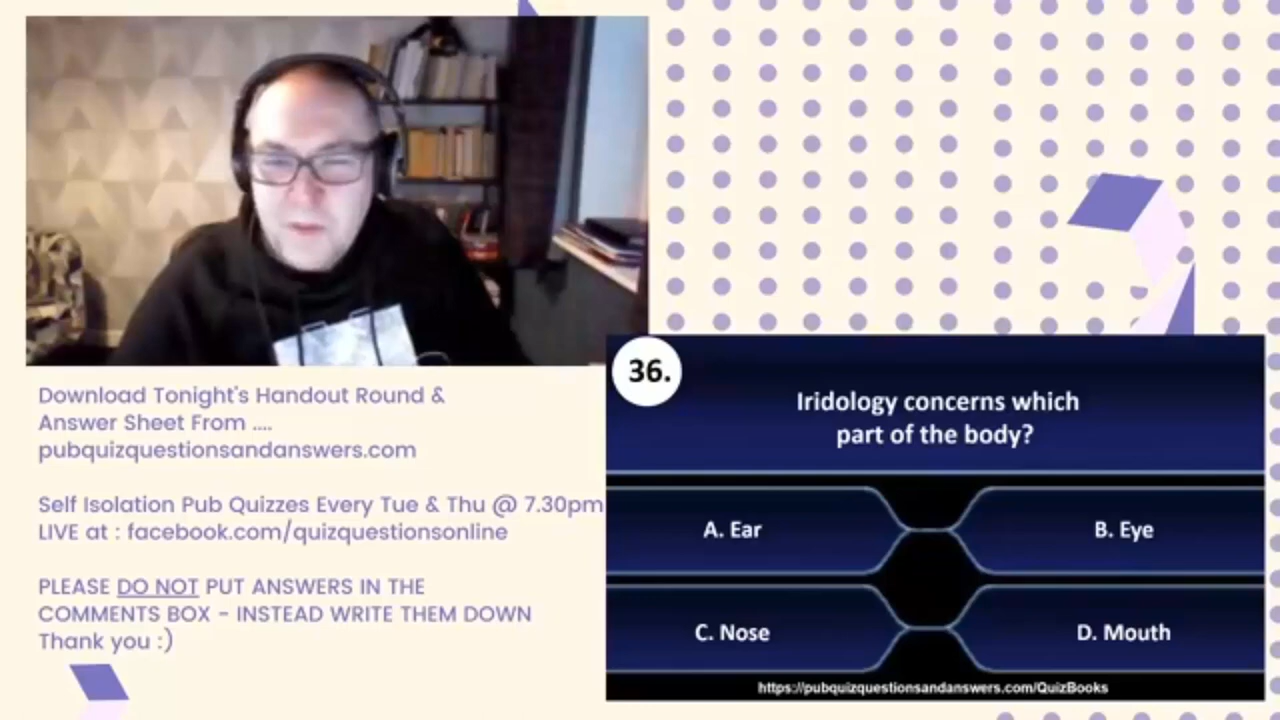 Download Tonight's Handout Round &
Answer Sheet From ....
pubquizquestionsandanswers.com
Self Isolation Pub Quizzes Every Tue & Thu @ 7.30pm
LIVE at : facebook.com/quizquestionsonline
PLEASE DO NOT PUT ANSWERS IN THE
COMMENTS BOX - INSTEAD WRITE THEM DOWN
Thank you :)
36.
Iridology concerns which
part of the body?
A. Ear
B. Eye
C. Nose
D. Mouth
https://pubquizquestionsandanswers.com/QuizBooks